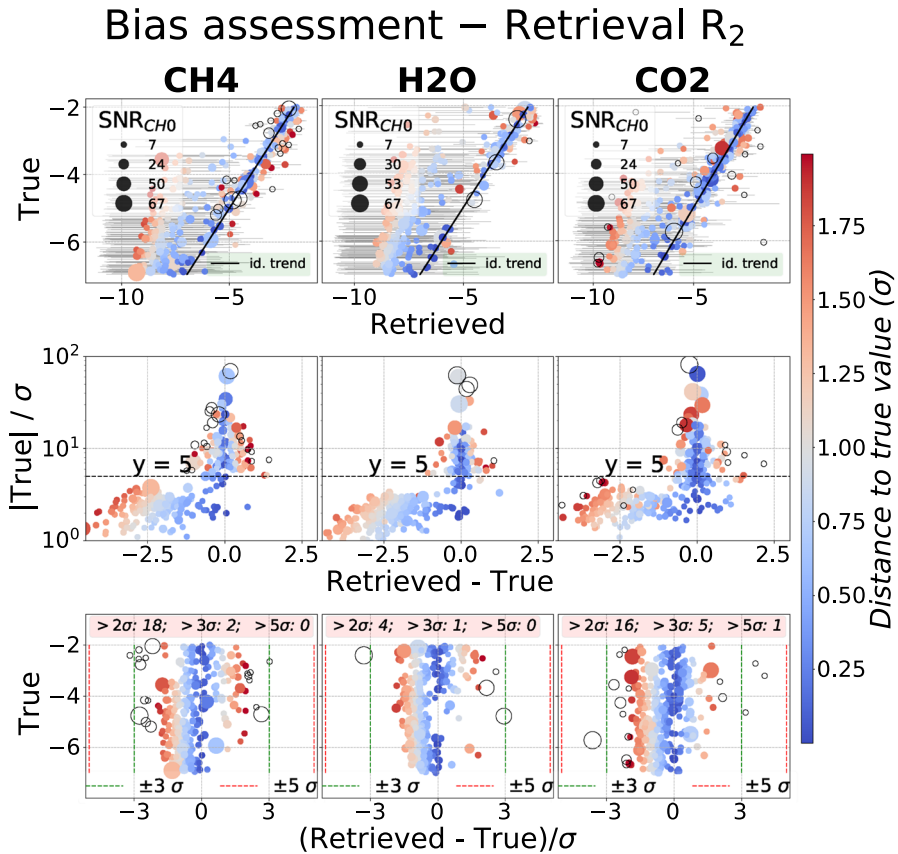 Bias assessment − Retrieval R₂
CH4 H2O CO2
True
−2
−4
−6
SNR_CH0
7
24
50
67
id. trend
SNR_CH0
7
30
53
67
id. trend
SNR_CH0
7
24
50
67
id. trend
−10 −5 −10 −5 −10 −5
Retrieved
|True| / σ
10²
10¹
10⁰
y = 5 y = 5 y = 5
−2.5 0.0 2.5 −2.5 0.0 2.5 −2.5 0.0 2.5
Retrieved - True
>2σ: 18; >3σ: 2; >5σ: 0
>2σ: 4; >3σ: 1; >5σ: 0
>2σ: 16; >3σ: 5; >5σ: 1
True
−2
−4
−6
±3 σ ±5 σ ±3 σ ±5 σ ±3 σ ±5 σ
−3 0 3 −3 0 3 −3 0 3
(Retrieved - True)/σ
1.75
1.50
1.25
1.00
0.75
0.50
0.25
Distance to true value (σ)